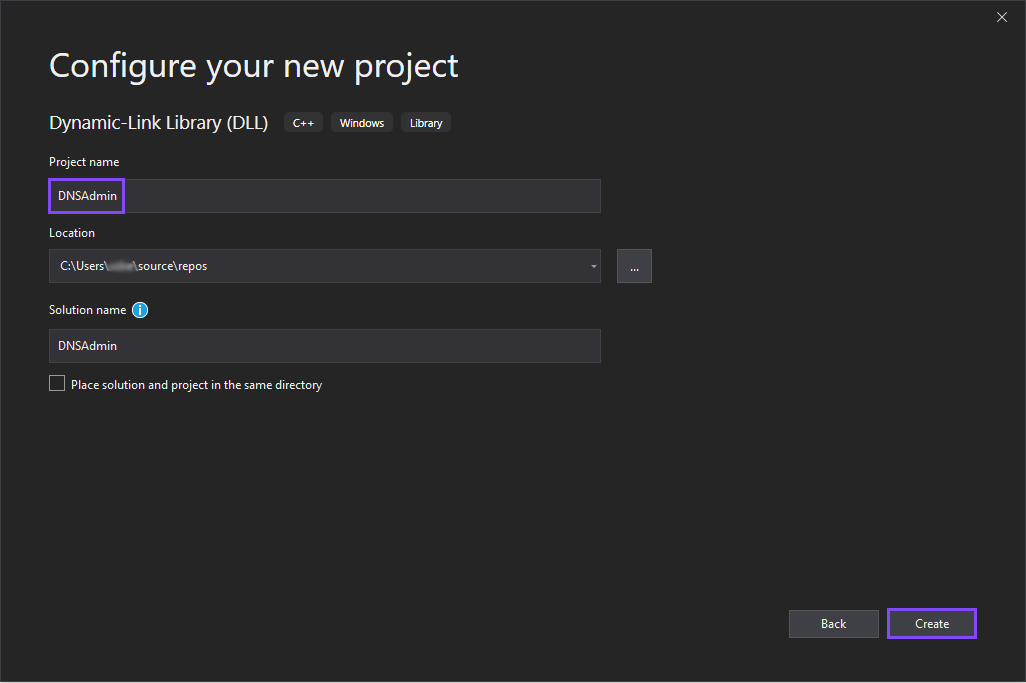 Configure your new project
Dynamic-Link Library (DLL) C++ Windows Library
Project name
DNSAdmin
Location
C:\Users\ \source\repos
...
Solution name
DNSAdmin
Place solution and project in the same directory
Back Create